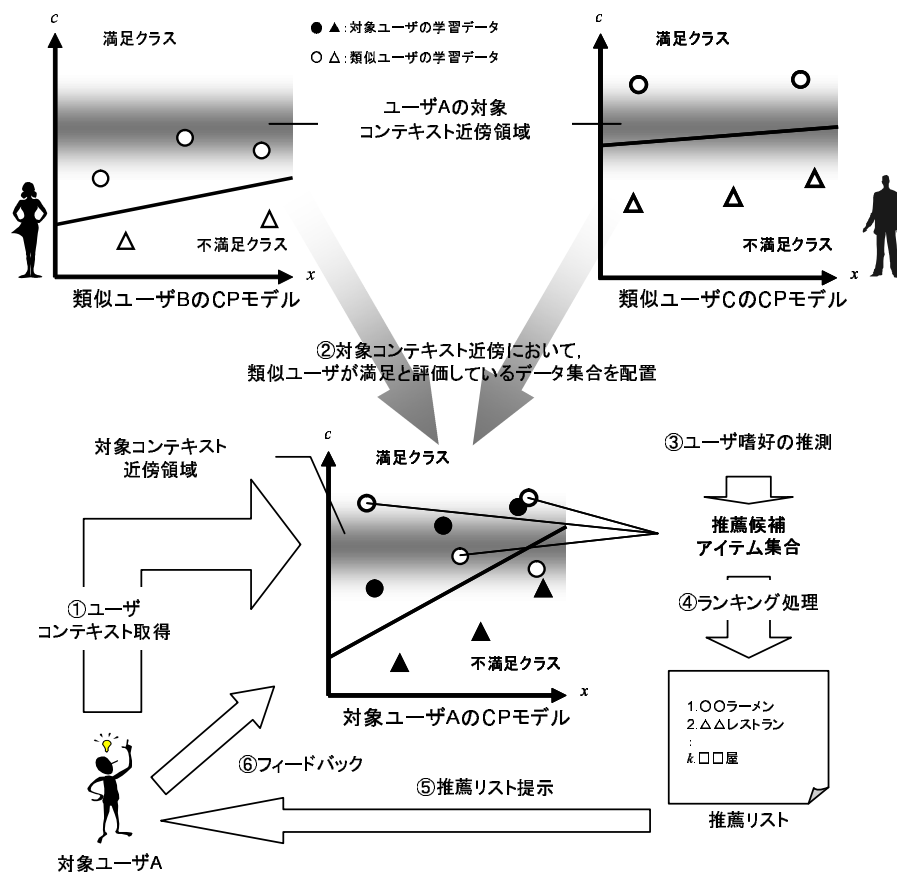 c
満足クラス
●▲:対象ユーザの学習データ
○△:類似ユーザの学習データ
c
満足クラス
ユーザAの対象
コンテキスト近傍領域
不満足クラス
x
類似ユーザBのCPモデル
不満足クラス
x
類似ユーザCのCPモデル
②対象コンテキスト近傍において,
類似ユーザが満足と評価しているデータ集合を配置
対象コンテキスト
近傍領域
c
満足クラス
③ユーザ嗜好の推測
推薦候補
アイテム集合
①ユーザ
コンテキスト取得
④ランキング処理
不満足クラス
x
対象ユーザAのCPモデル
1.○○ラーメン
2.△△レストラン
:
k.□□屋
⑥フィードバック
⑤推薦リスト提示
推薦リスト
対象ユーザA